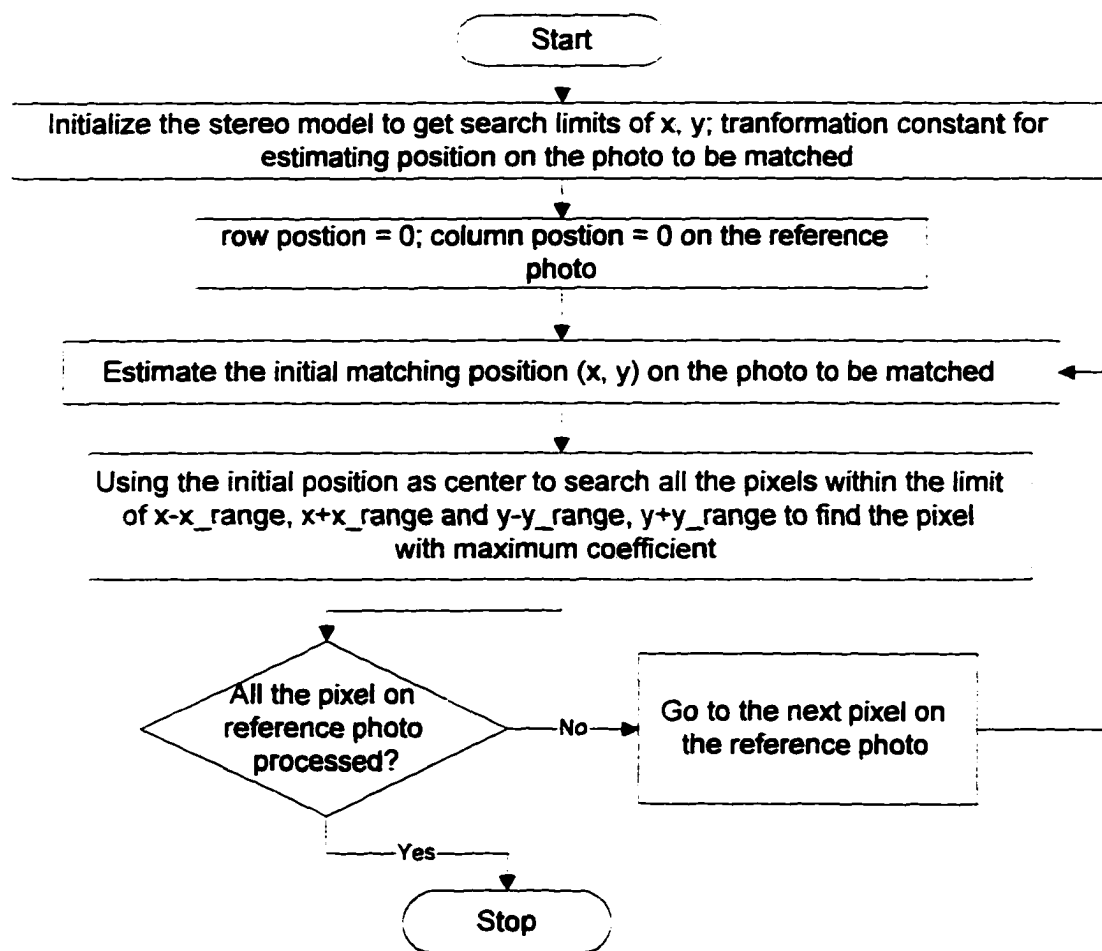 Start
Initialize the stereo model to get search limits of x, y; tranformation constant for
estimating position on the photo to be matched
row postion = 0; column postion = 0 on the reference
photo
Estimate the initial matching position (x, y) on the photo to be matched
Using the initial position as center to search all the pixels within the limit
of x-x_range, x+x_range and y-y_range, y+y_range to find the pixel
with maximum coefficient
All the pixel on
reference photo
processed?
No
Go to the next pixel on
the reference photo
Yes
Stop